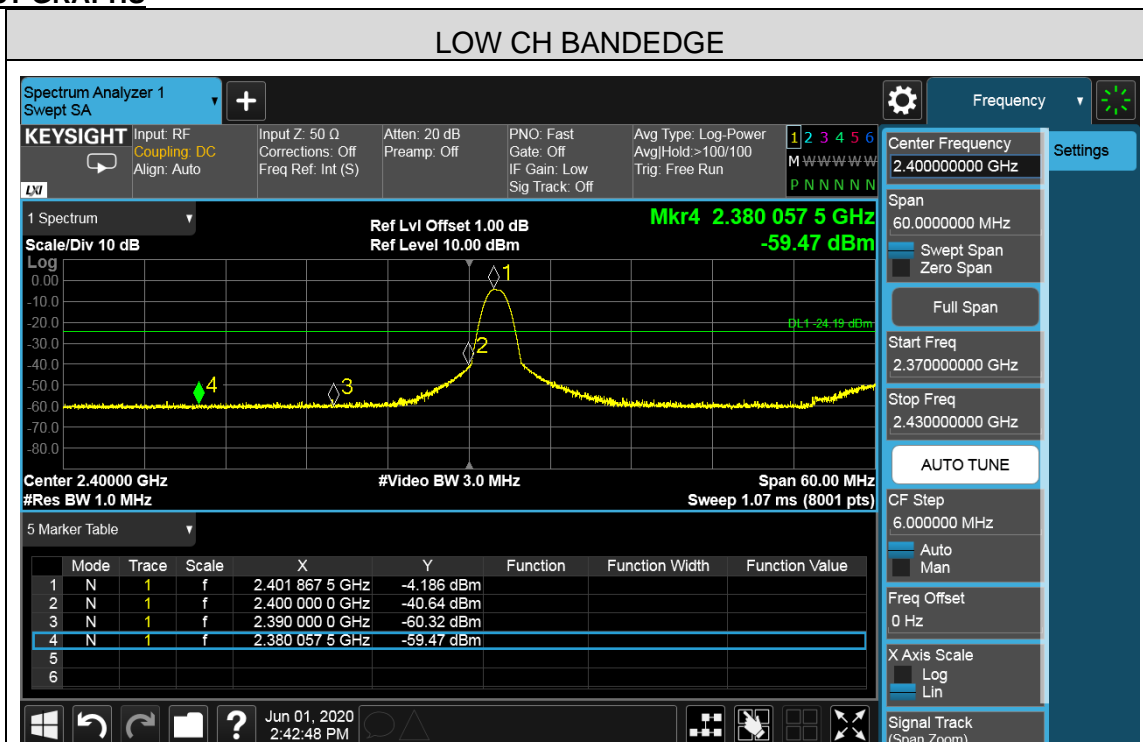 LOW CH BANDEDGE
Spectrum Analyzer 1
Swept SA
Frequency
KEYSIGHT
Input: RF
Coupling: DC
Align: Auto
Input Z: 50 Ω
Corrections: Off
Freq Ref: Int (S)
Atten: 20 dB
Preamp: Off
PNO: Fast
Gate: Off
IF Gain: Low
Sig Track: Off
Avg Type: Log-Power
Avg|Hold:>100/100
Trig: Free Run
1 2 3 4 5 6
M W W W W W
P N N N N N
LXI
Center Frequency
2.400000000 GHz
Settings
Span
60.0000000 MHz
Swept Span
Zero Span
Full Span
Start Freq
2.370000000 GHz
Stop Freq
2.430000000 GHz
AUTO TUNE
CF Step
6.000000 MHz
Auto
Man
Freq Offset
0 Hz
X Axis Scale
Log
Lin
Signal Track
(Span Zoom)
1 Spectrum
Scale/Div 10 dB
Ref Lvl Offset 1.00 dB
Ref Level 10.00 dBm
Mkr4 2.380 057 5 GHz
-59.47 dBm
Log
0.00
-10.0
-20.0
-30.0
-40.0
-50.0
-60.0
-70.0
-80.0
1
2
3
4
DL1 -24.19 dBm
Center 2.40000 GHz
#Video BW 3.0 MHz
Span 60.00 MHz
#Res BW 1.0 MHz
Sweep 1.07 ms (8001 pts)
5 Marker Table
Mode Trace Scale X Y Function Function Width Function Value
1 N 1 f 2.401 867 5 GHz -4.186 dBm
2 N 1 f 2.400 000 0 GHz -40.64 dBm
3 N 1 f 2.390 000 0 GHz -60.32 dBm
4 N 1 f 2.380 057 5 GHz -59.47 dBm
5
6
?
Jun 01, 2020
2:42:48 PM